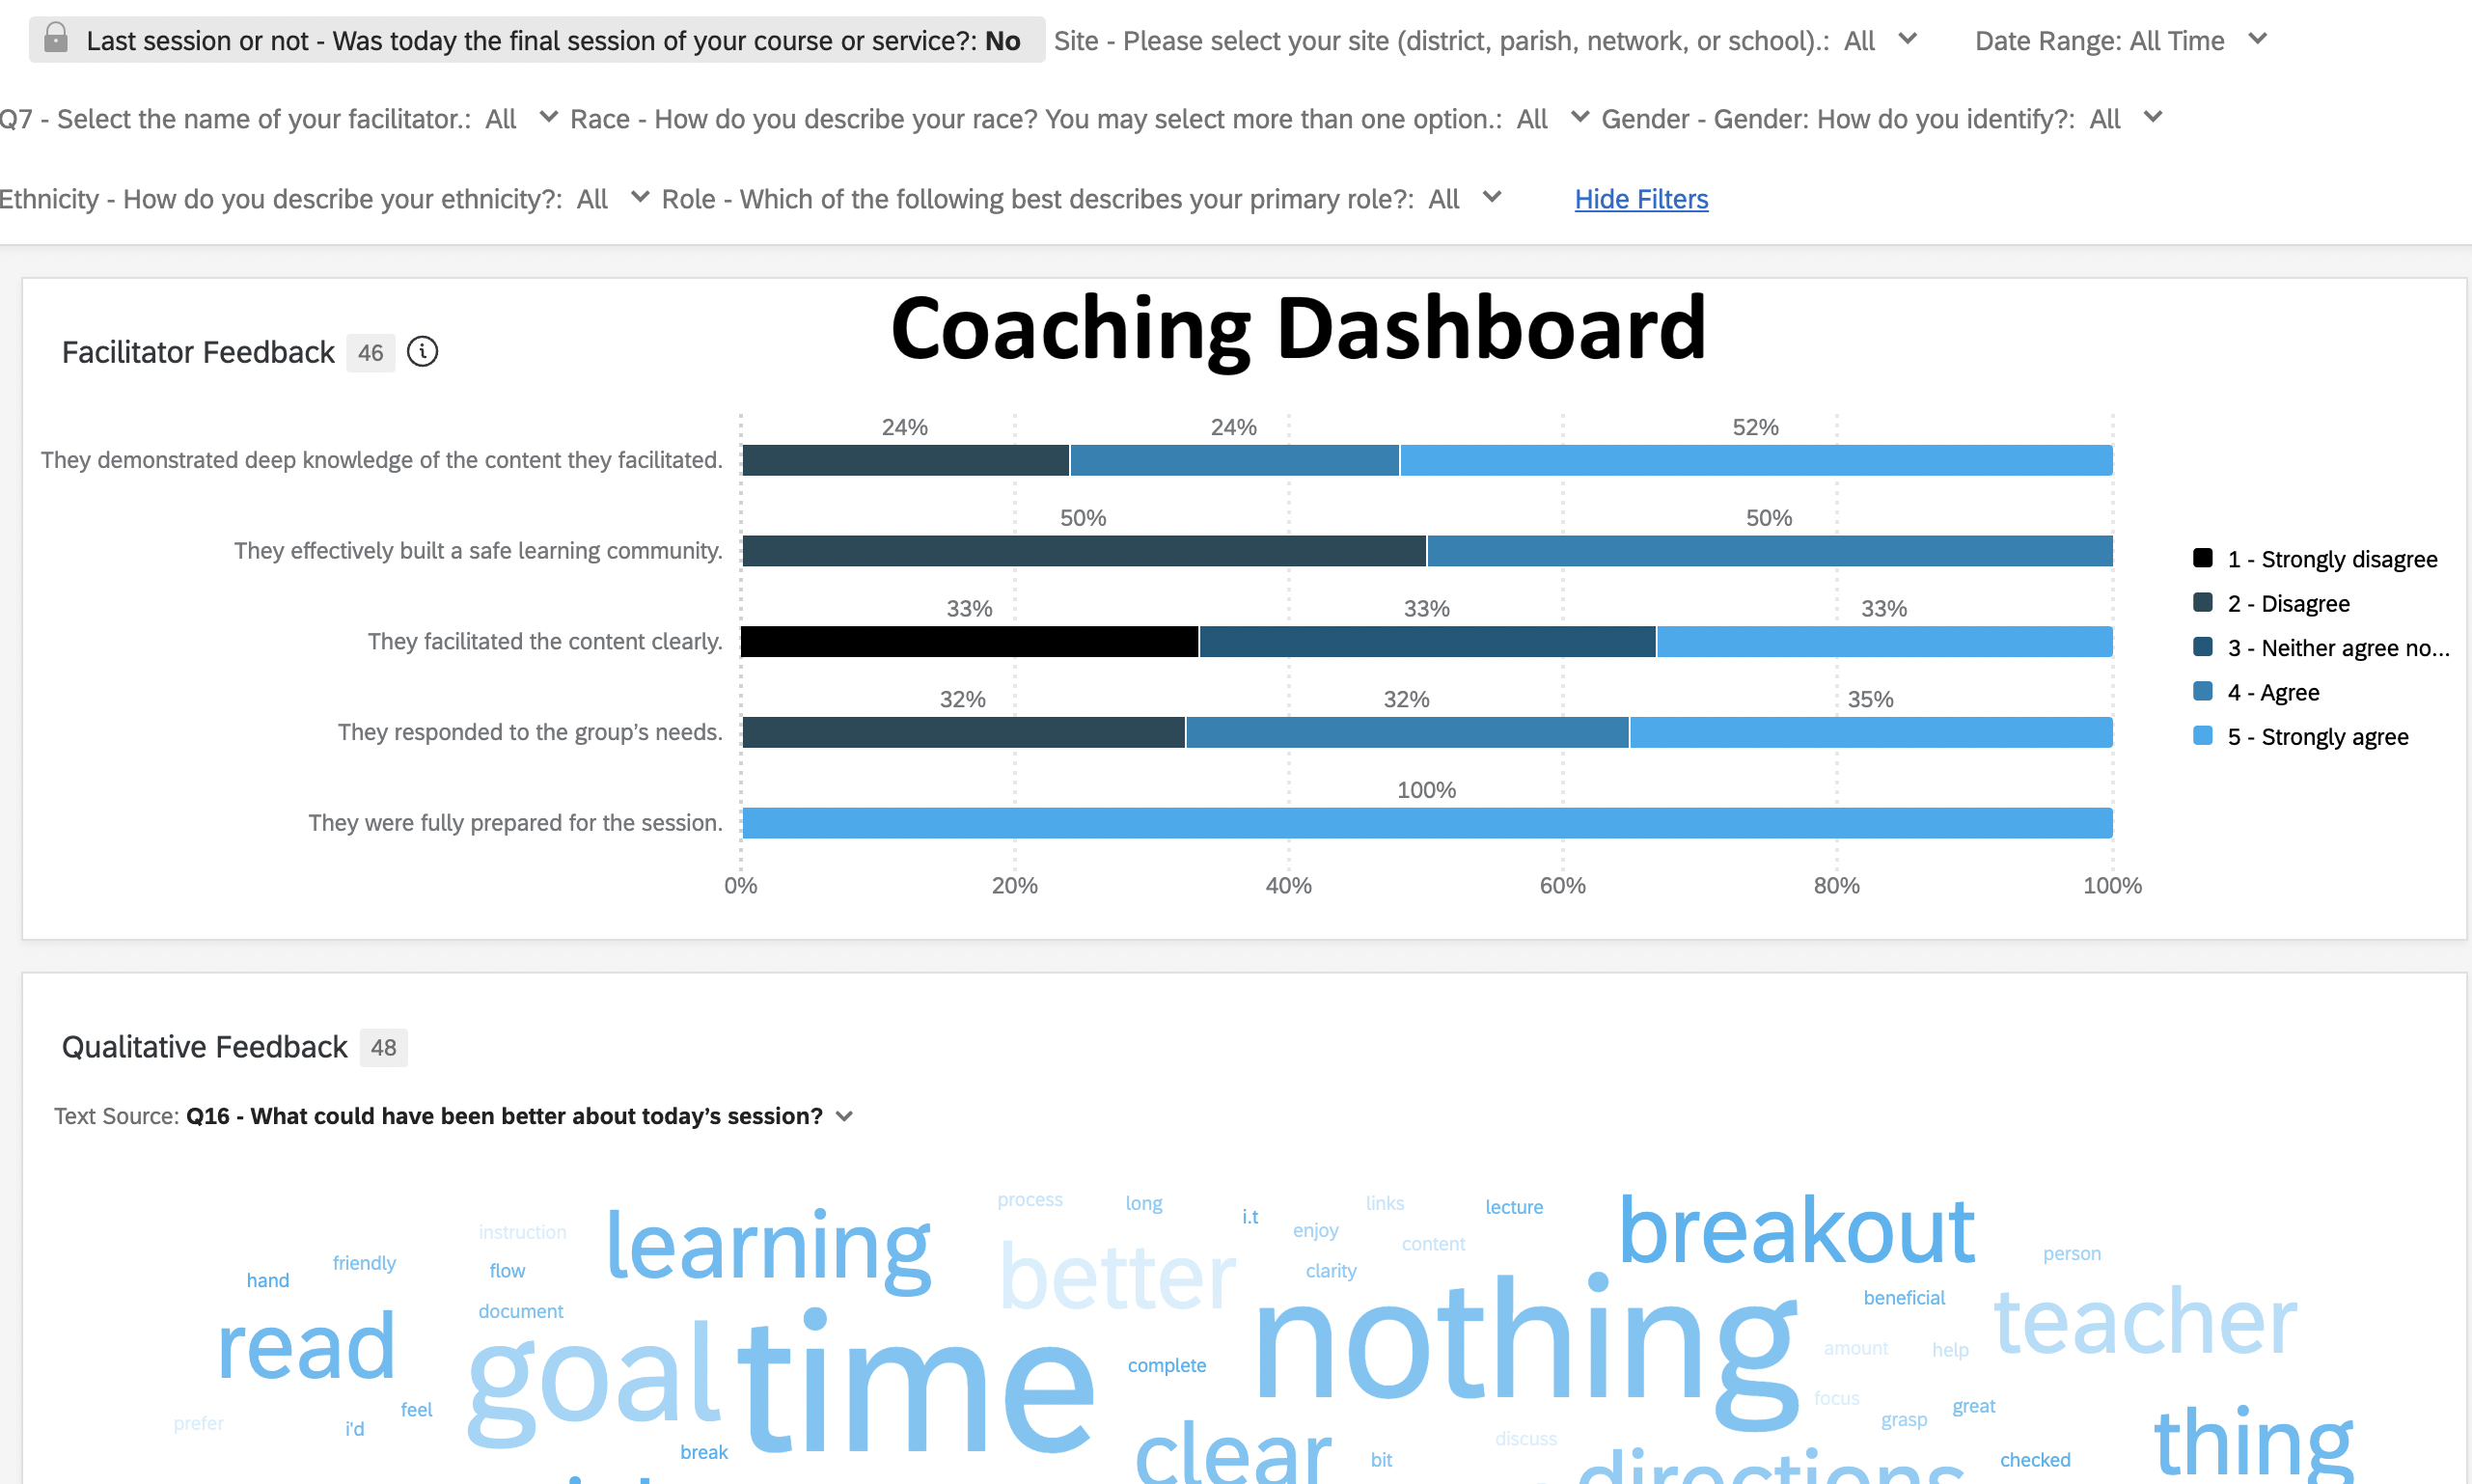 Last session or not - Was today the final session of your course or service?: No Site - Please select your site (district, parish, network, or school).: All Date Range: All Time
Q7 - Select the name of your facilitator.: All Race - How do you describe your race? You may select more than one option.: All Gender - Gender: How do you identify?: All
Ethnicity - How do you describe your ethnicity?: All Role - Which of the following best describes your primary role?: All Hide Filters
Coaching Dashboard
Facilitator Feedback 46
24% 24% 52%
They demonstrated deep knowledge of the content they facilitated.
50% 50%
They effectively built a safe learning community.
33% 33% 33%
They facilitated the content clearly.
32% 32% 35%
They responded to the group’s needs.
100%
They were fully prepared for the session.
0% 20% 40% 60% 80% 100%
1 - Strongly disagree
2 - Disagree
3 - Neither agree no...
4 - Agree
5 - Strongly agree
Qualitative Feedback 48
Text Source: Q16 - What could have been better about today’s session?
process long i.t links lecture
instruction learning enjoy content breakout person
hand friendly flow better clarity
document nothing beneficial teacher
read goal time complete amount help
prefer i'd feel focus grasp great
break clear bit discuss directions checked thing